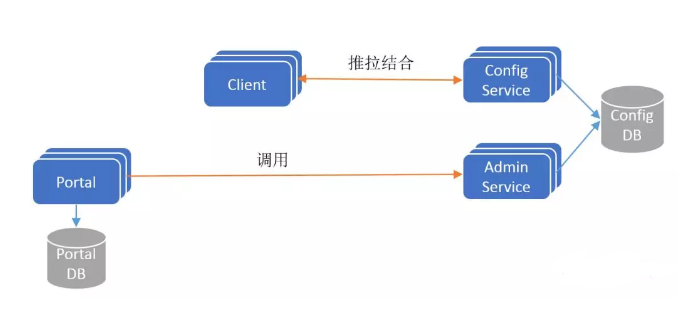 推拉结合
Client
Config
Service
Config
DB
调用
Portal
Admin
Service
Portal
DB